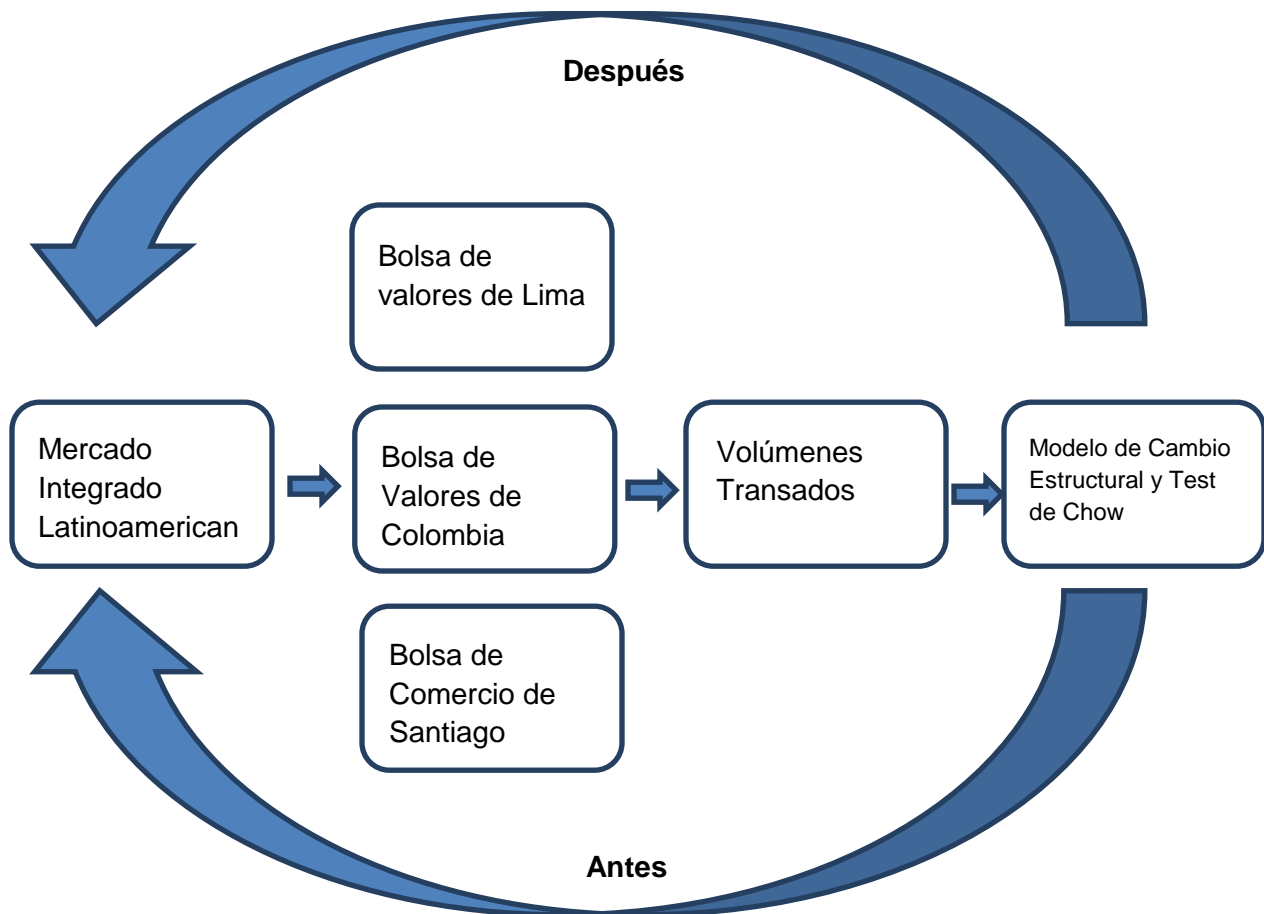 Después
Bolsa de
valores de Lima
Mercado
Integrado
Latinoamerican
Bolsa de
Valores de
Colombia
Volúmenes
Transados
Modelo de Cambio
Estructural y Test
de Chow
Bolsa de
Comercio de
Santiago
Antes